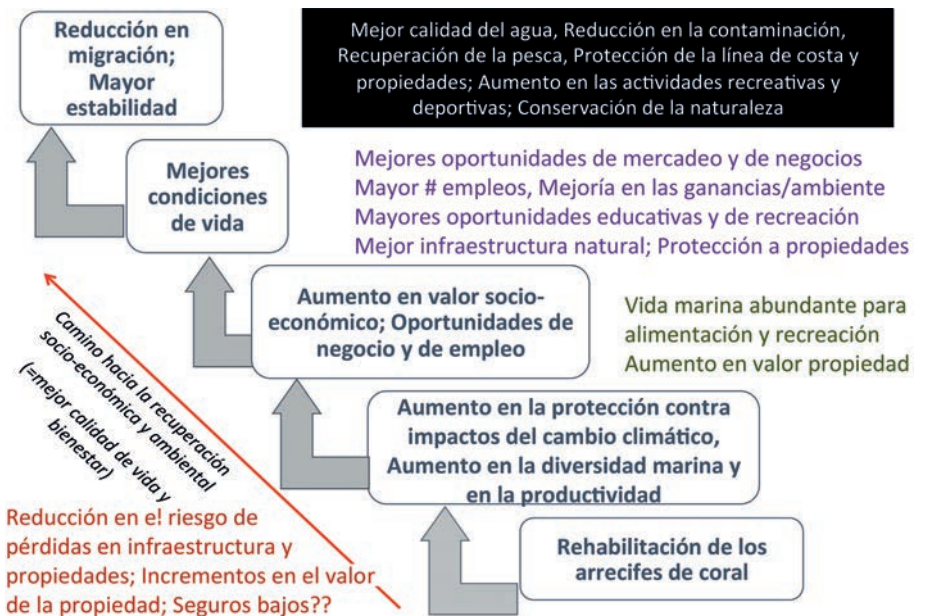 Reducción en
migración;
Mayor
estabilidad
Mejor calidad del agua, Reducción en la contaminación,
Recuperación de la pesca, Protección de la línea de costa y
propiedades; Aumento en las actividades recreativas y
deportivas; Conservación de la naturaleza
Mejores
condiciones
de vida
Mejores oportunidades de mercadeo y de negocios
Mayor # empleos, Mejoría en las ganancias/ambiente
Mayores oportunidades educativas y de recreación
Mejor infraestructura natural; Protección a propiedades
Aumento en valor socio-
económico; Oportunidades de
negocio y de empleo
Vida marina abundante para
alimentación y recreación
Aumento en valor propiedad
Camino hacia la recuperación
socio-económica y ambiental
(=mejor calidad de vida y
bienestar)
Aumento en la protección contra
impactos del cambio climático,
Aumento en la diversidad marina y
en la productividad
Reducción en e! riesgo de
pérdidas en infraestructura y
propiedades; Incrementos en el valor
de la propiedad; Seguros bajos??
Rehabilitación de los
arrecifes de coral